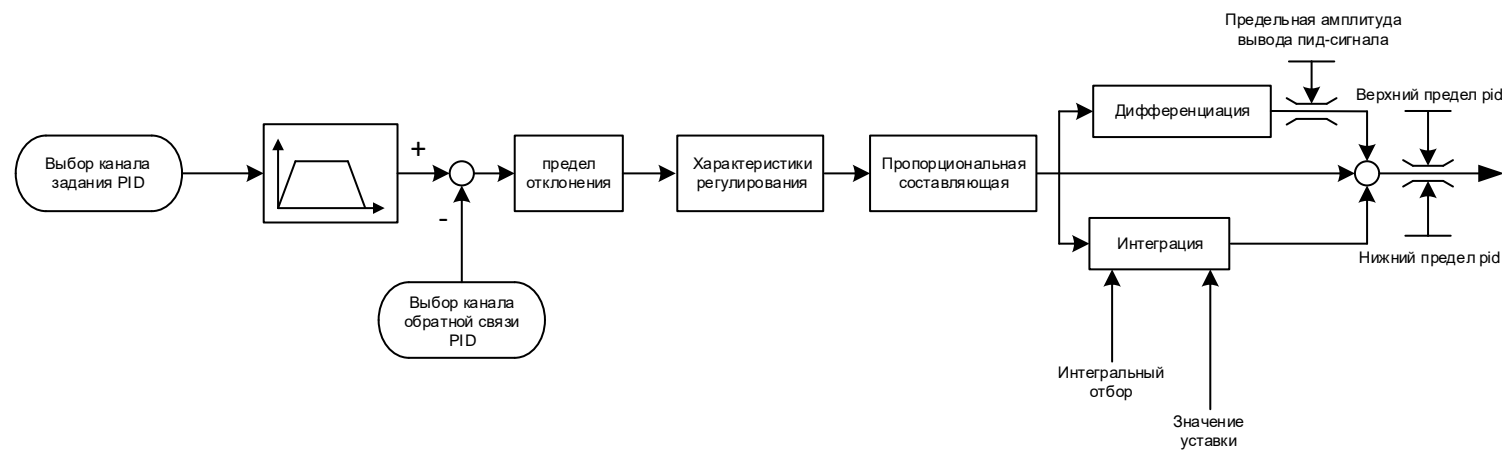 Предельная амплитуда
вывода пид-сигнала
Верхний предел pid
Дифференциация
Выбор канала
задания PID
+
предел
отклонения
Характеристики
регулирования
Пропорциональная
составляющая
-
Интеграция
Нижний предел pid
Выбор канала
обратной связи
PID
Интегральный
отбор
Значение
уставки